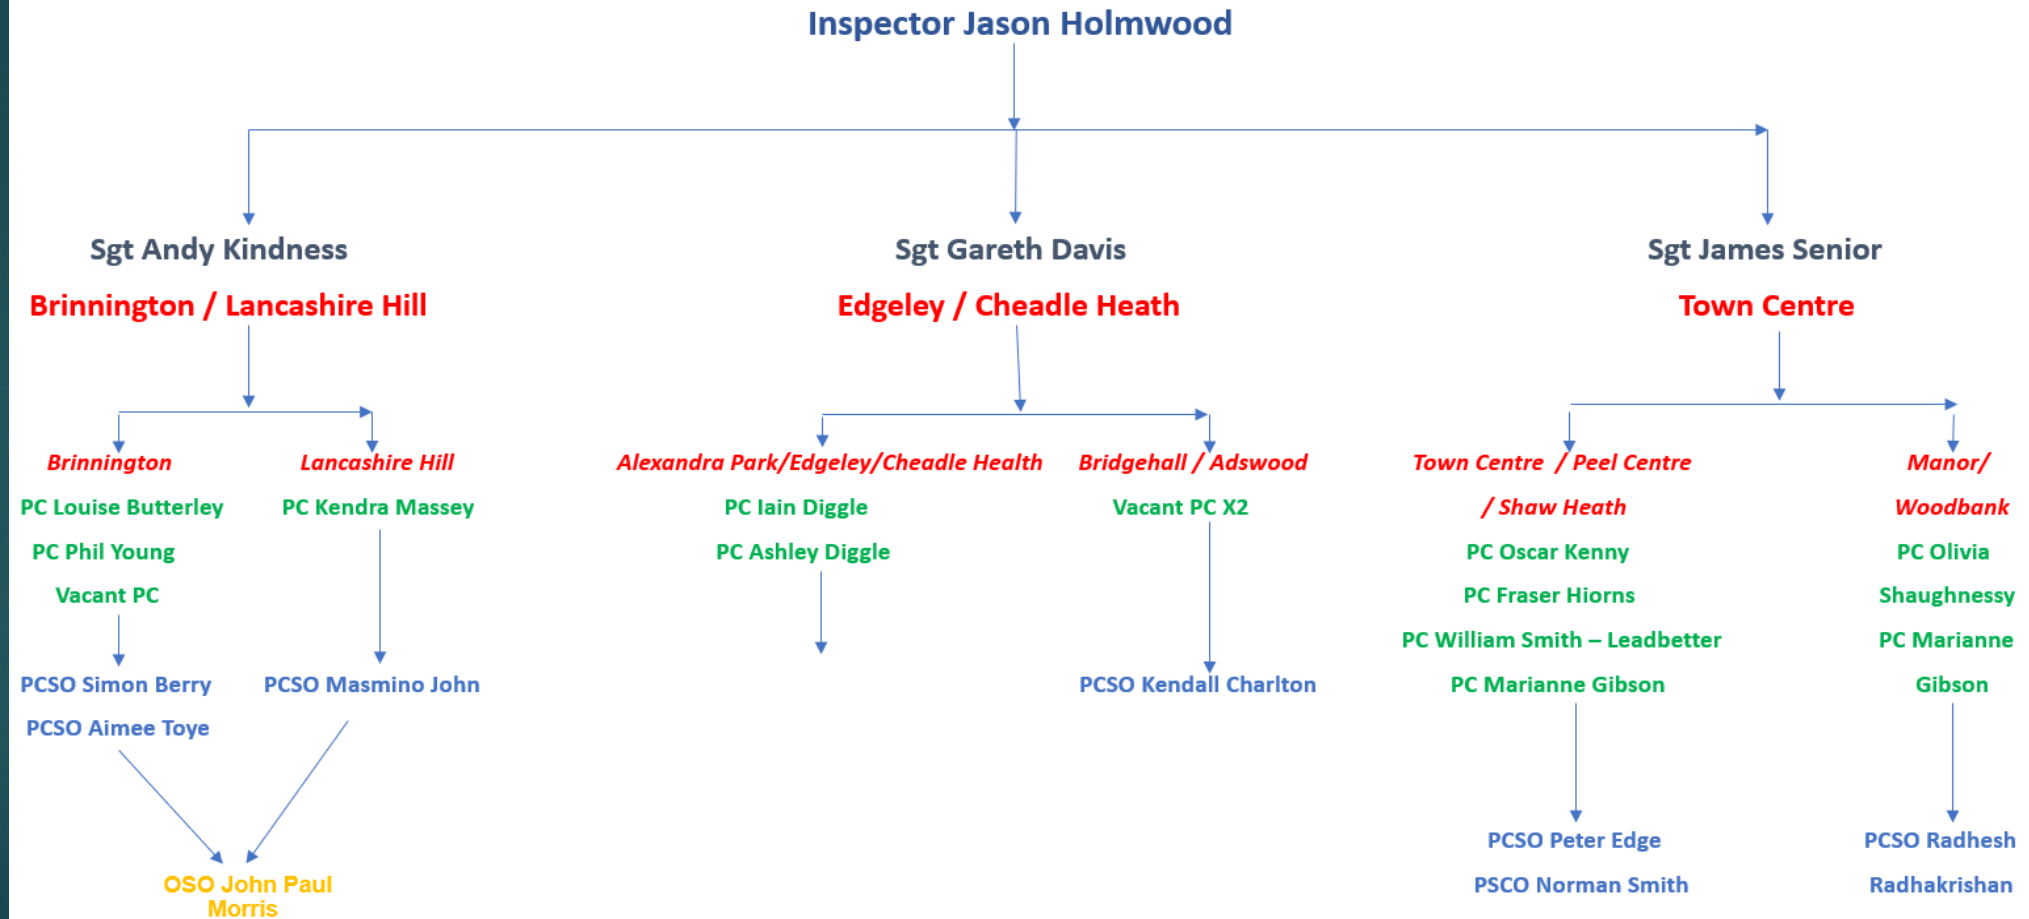 Inspector Jason Holmwood
Sgt Andy Kindness
Brinnington / Lancashire Hill
Sgt Gareth Davis
Edgeley / Cheadle Heath
Sgt James Senior
Town Centre
Brinnington
PC Louise Butterley
PC Phil Young
Vacant PC
PCSO Simon Berry
PCSO Aimee Toye
Lancashire Hill
PC Kendra Massey
PCSO Masmino John
OSO John Paul
Morris
Alexandra Park/Edgeley/Cheadle Health
PC Iain Diggle
PC Ashley Diggle
Bridgehall / Adswood
Vacant PC X2
PCSO Kendall Charlton
Town Centre / Peel Centre
/ Shaw Heath
PC Oscar Kenny
PC Fraser Hiorns
PC William Smith – Leadbetter
PC Marianne Gibson
PCSO Peter Edge
PSCO Norman Smith
Manor/
Woodbank
PC Olivia
Shaughnessy
PC Marianne
Gibson
PCSO Radhesh
Radhakrishan